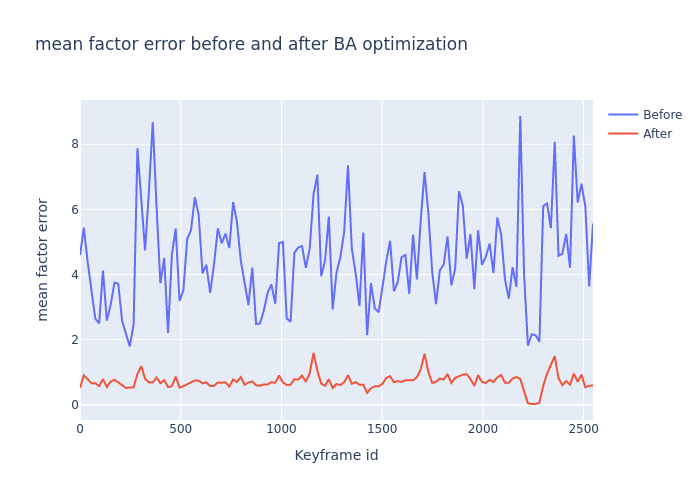 mean factor error before and after BA optimization
Before
After
mean factor error
8
6
4
2
0
0
500
1000
1500
2000
2500
Keyframe id